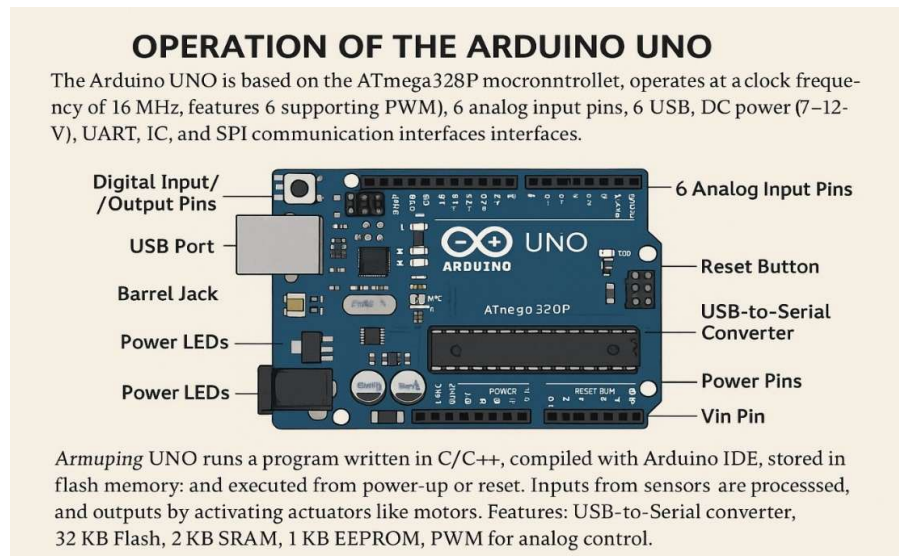 OPERATION OF THE ARDUINO UNO
The Arduino UNO is based on the ATmega328P mocronntrollet, operates at a clock freque-
ncy of 16 MHz, features 6 supporting PWM), 6 analog input pins, 6 USB, DC power (7–12-
V), UART, IC, and SPI communication interfaces interfaces.
Digital Input/
/Output Pins
USB Port
Barrel Jack
Power LEDs
Power LEDs
UNO
ARDUINO
ATnego 320P
POWCR
RESET BUM
6 Analog Input Pins
Reset Button
USB-to-Serial
Converter
Power Pins
Vin Pin
Armuping UNO runs a program written in C/C++, compiled with Arduino IDE, stored in
flash memory: and executed from power-up or reset. Inputs from sensors are processsed,
and outputs by activating actuators like motors. Features: USB-to-Serial converter,
32 KB Flash, 2 KB SRAM, 1 KB EEPROM, PWM for analog control.